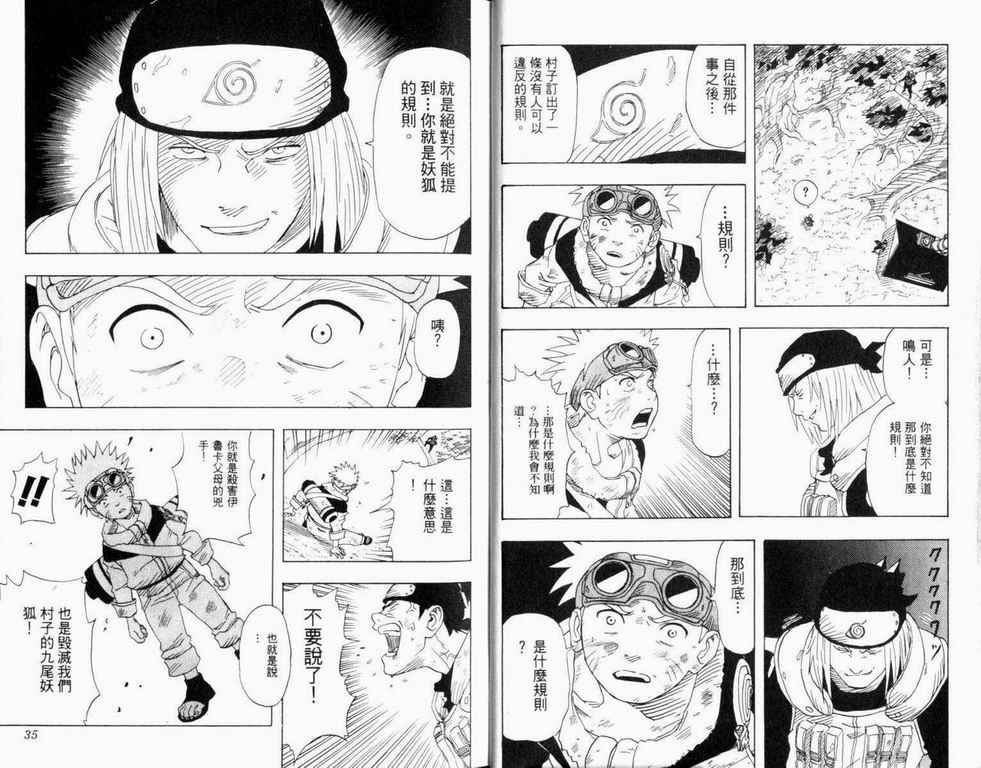 ?
自從那件
事之後…
村子訂出了一
條沒有人可以
違反的規則。
…規則?
可是…
鳴人!
你絕對不知道
那到底是什麼
規則!
…什麼…?
…那是什麼規則啊
?為什麼我會不知
道…
ククククク
那到底…
是什麼規則
?
就是絕對不能提
到…你就是妖狐
的規則。
咦?
這…這是
什麼意思
!
不要說了!
也就是說
…
你就是殺害伊
魯卡父母的兇
手!
!!
也是毀滅我們
村子的九尾妖
狐!
35